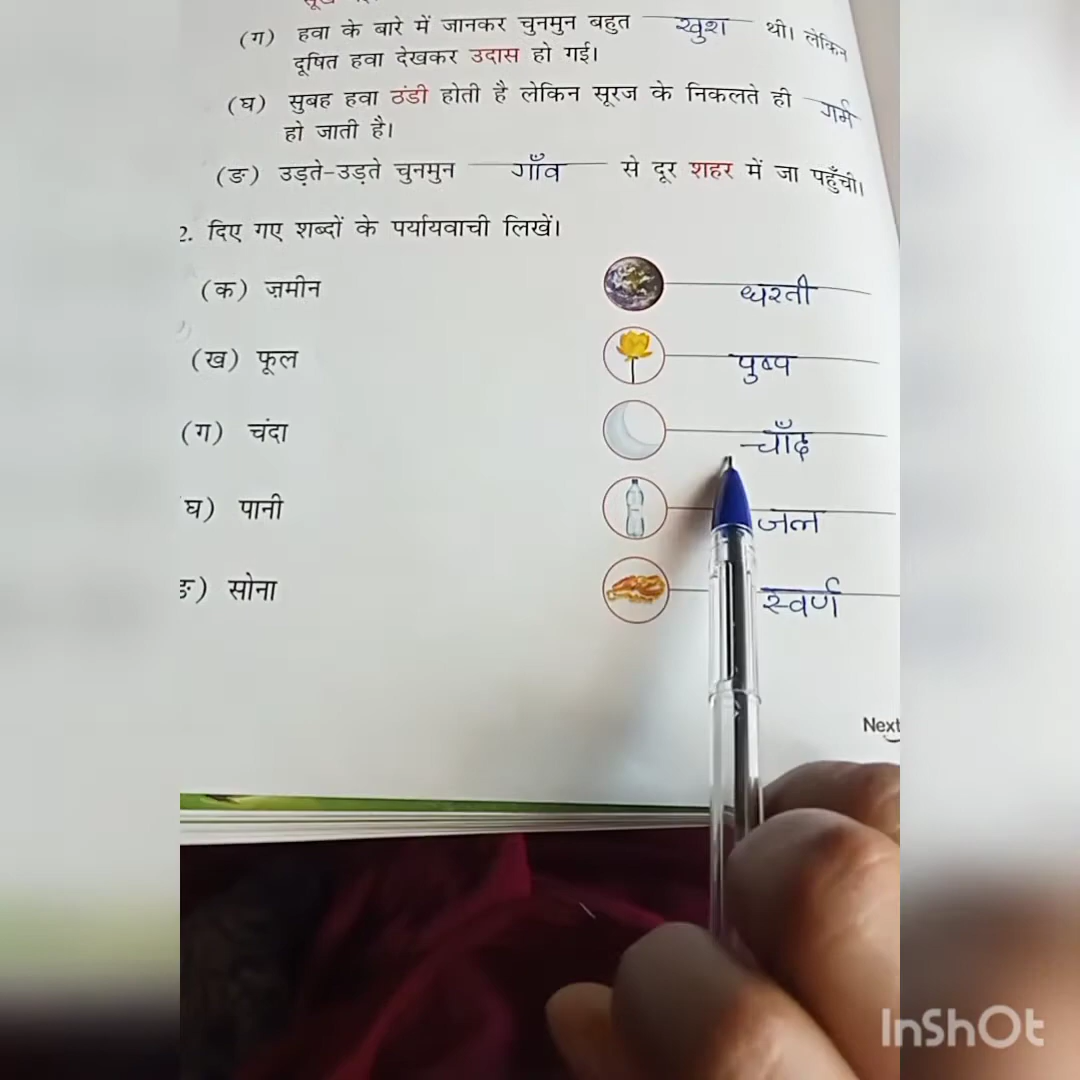 (ग) हवा के बारे में जानकर चुनमुन बहुत खुश थी। लेकिन
दूषित हवा देखकर उदास हो गई।
(घ) सुबह हवा ठंडी होती है लेकिन सूरज के निकलते ही गर्म
हो जाती है।
(ङ) उड़ते-उड़ते चुनमुन गाँव से दूर शहर में जा पहुँची।
2. दिए गए शब्दों के पर्यायवाची लिखें।
(क) ज़मीन धरती
(ख) फूल पुष्प
(ग) चंदा चाँद
घ) पानी जल
ङ) सोना स्वर्ण
Next
InShOt